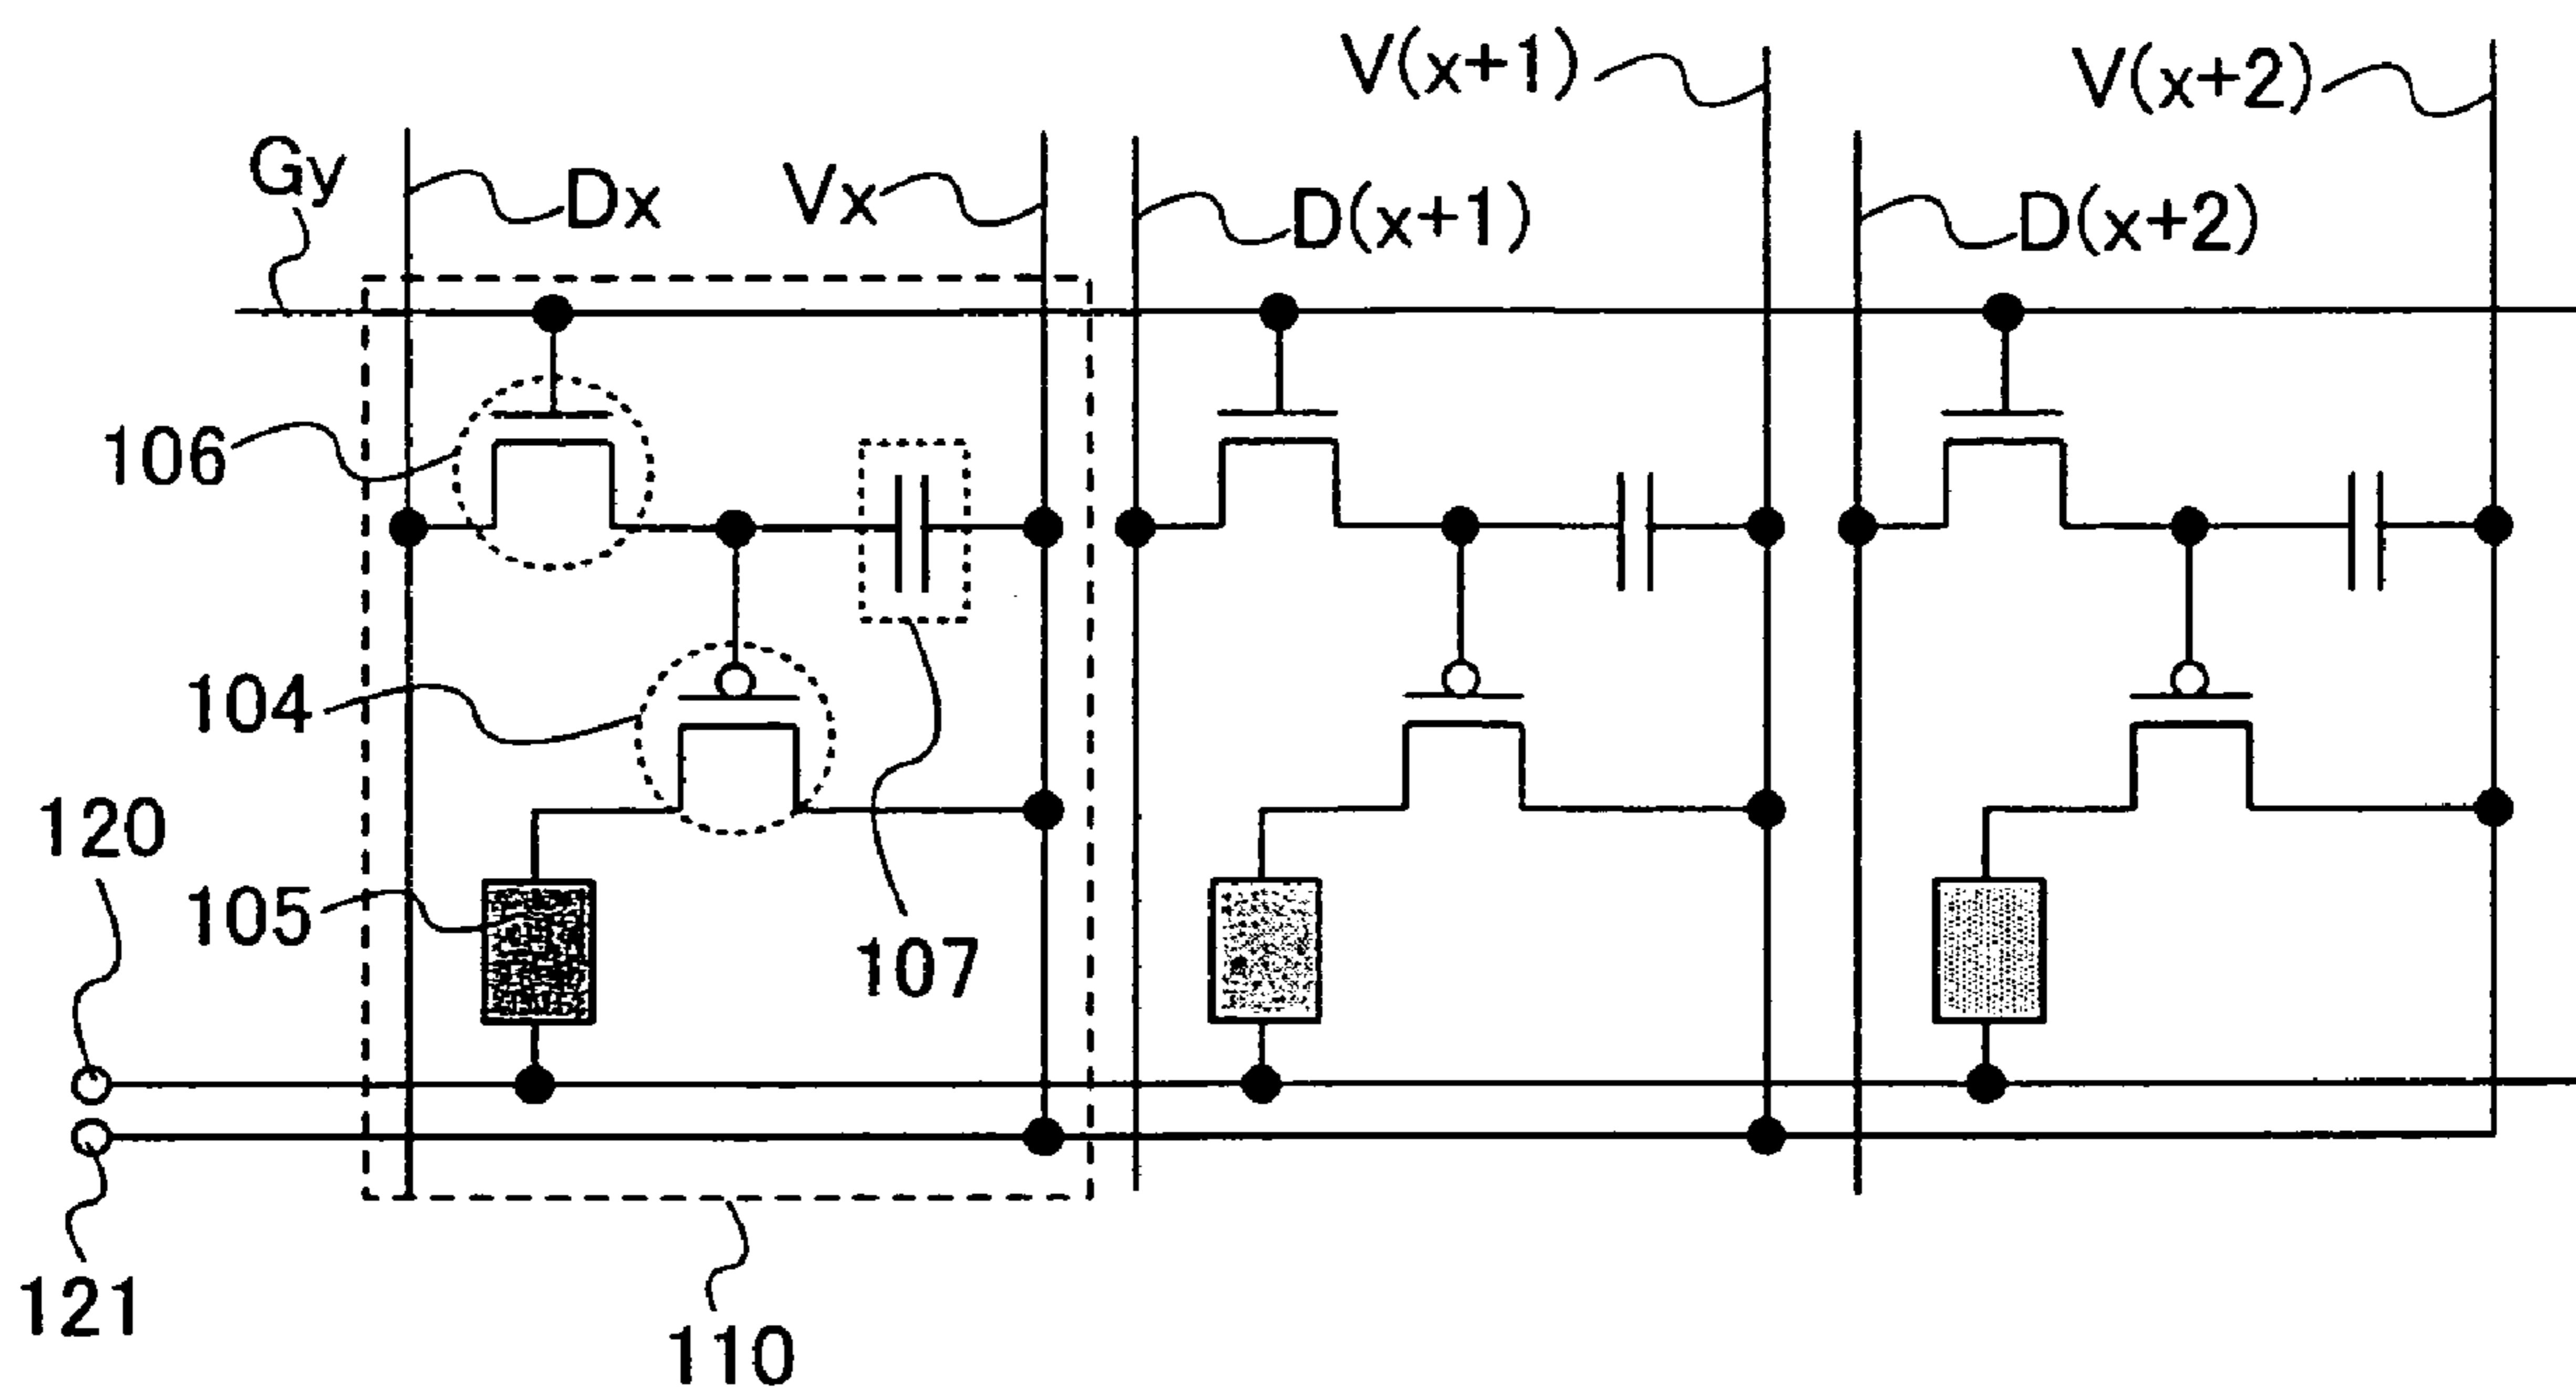 V(x+1)
V(x+2)
Gy
Dx
Vx
D(x+1)
D(x+2)
106
104
120
105
107
121
110